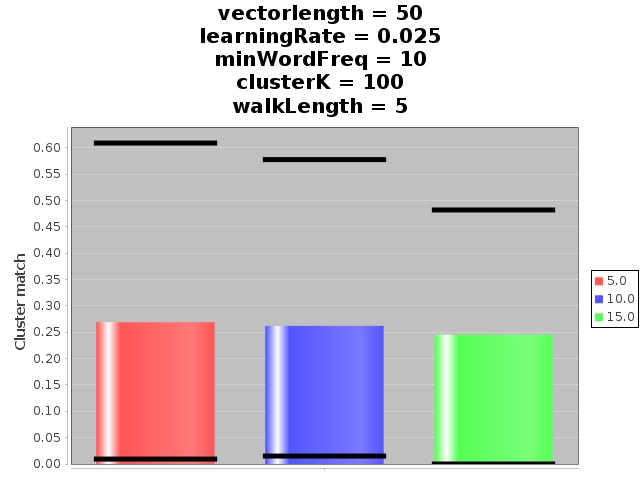 vectorlength = 50
learningRate = 0.025
minWordFreq = 10
clusterK = 100
walkLength = 5
0.60
0.55
0.50
0.45
0.40
0.35
0.30
0.25
0.20
0.15
0.10
0.05
0.00
Cluster match
5.0
10.0
15.0